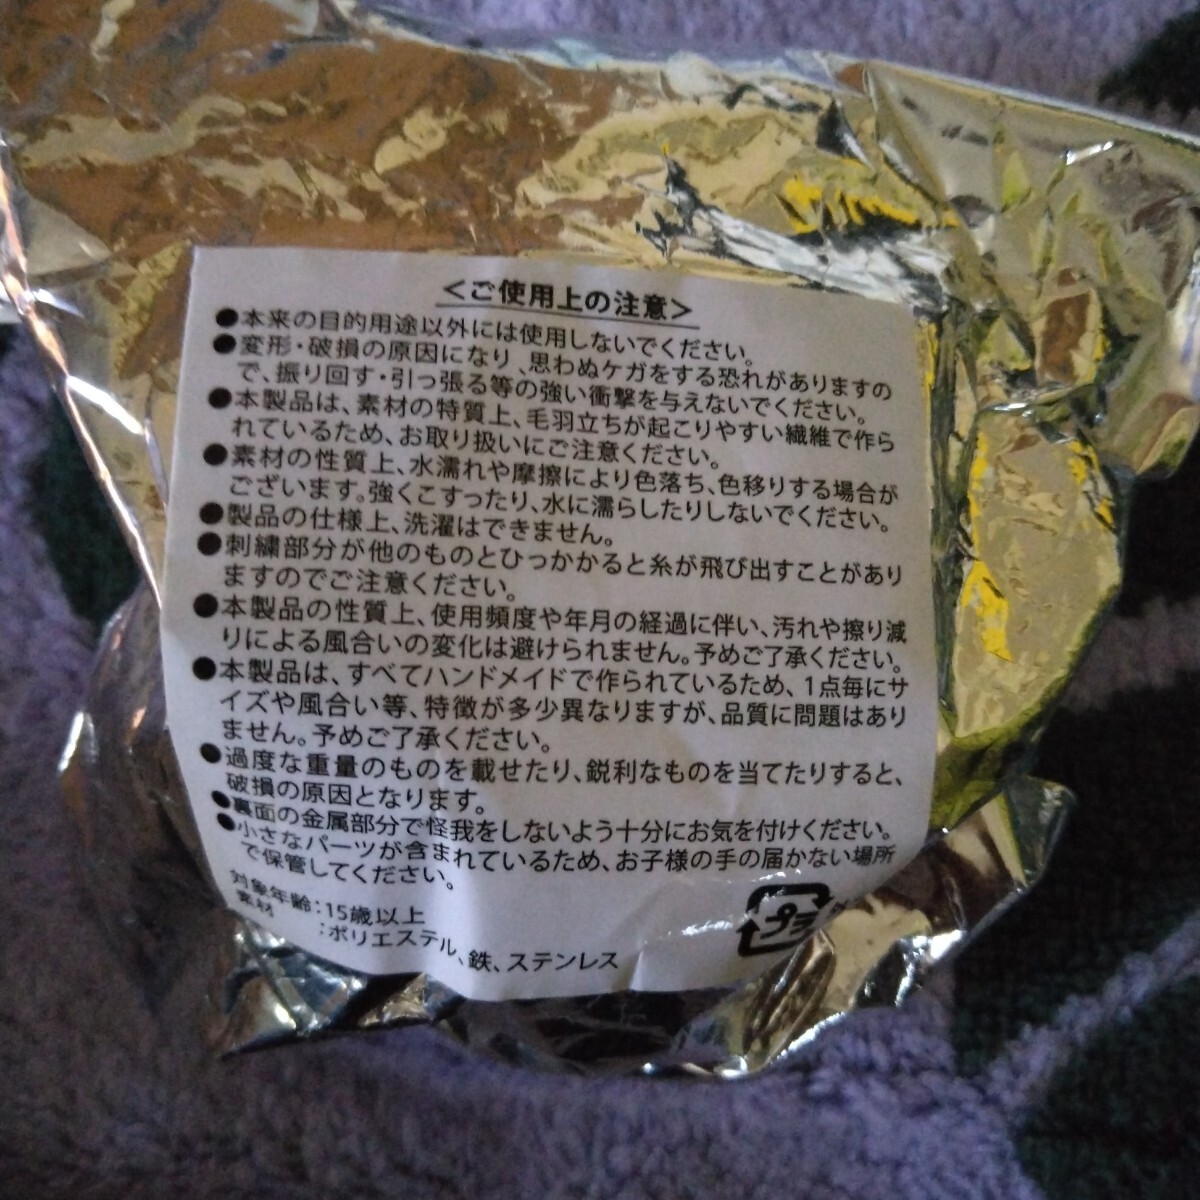 ＜ご使用上の注意＞
●本来の目的用途以外には使用しないでください。
●変形・破損の原因になり、思わぬケガをする恐れがありますの
で、振り回す・引っ張る等の強い衝撃を与えないでください。
●本製品は、素材の特質上、毛羽立ちが起こりやすい繊維で作ら
れているため、お取り扱いにご注意ください。
●素材の性質上、水濡れや摩擦により色落ち、色移りする場合が
ございます。強くこすったり、水に濡らしたりしないでください。
●製品の仕様上、洗濯はできません。
●刺繍部分が他のものとひっかかると糸が飛び出すことがあり
ますのでご注意ください。
●本製品の性質上、使用頻度や年月の経過に伴い、汚れや擦り減
りによる風合いの変化は避けられません。予めご了承ください。
●本製品は、すべてハンドメイドで作られているため、1点毎にサ
イズや風合い等、特徴が多少異なりますが、品質に問題はあり
ません。予めご了承ください。
●過度な重量のものを載せたり、鋭利なものを当てたりすると、
破損の原因となります。
●裏面の金属部分で怪我をしないよう十分にお気を付けください。
●小さなパーツが含まれているため、お子様の手の届かない場所
で保管してください。
対象年齢：15歳以上
素材　：ポリエステル、鉄、ステンレス
プラ